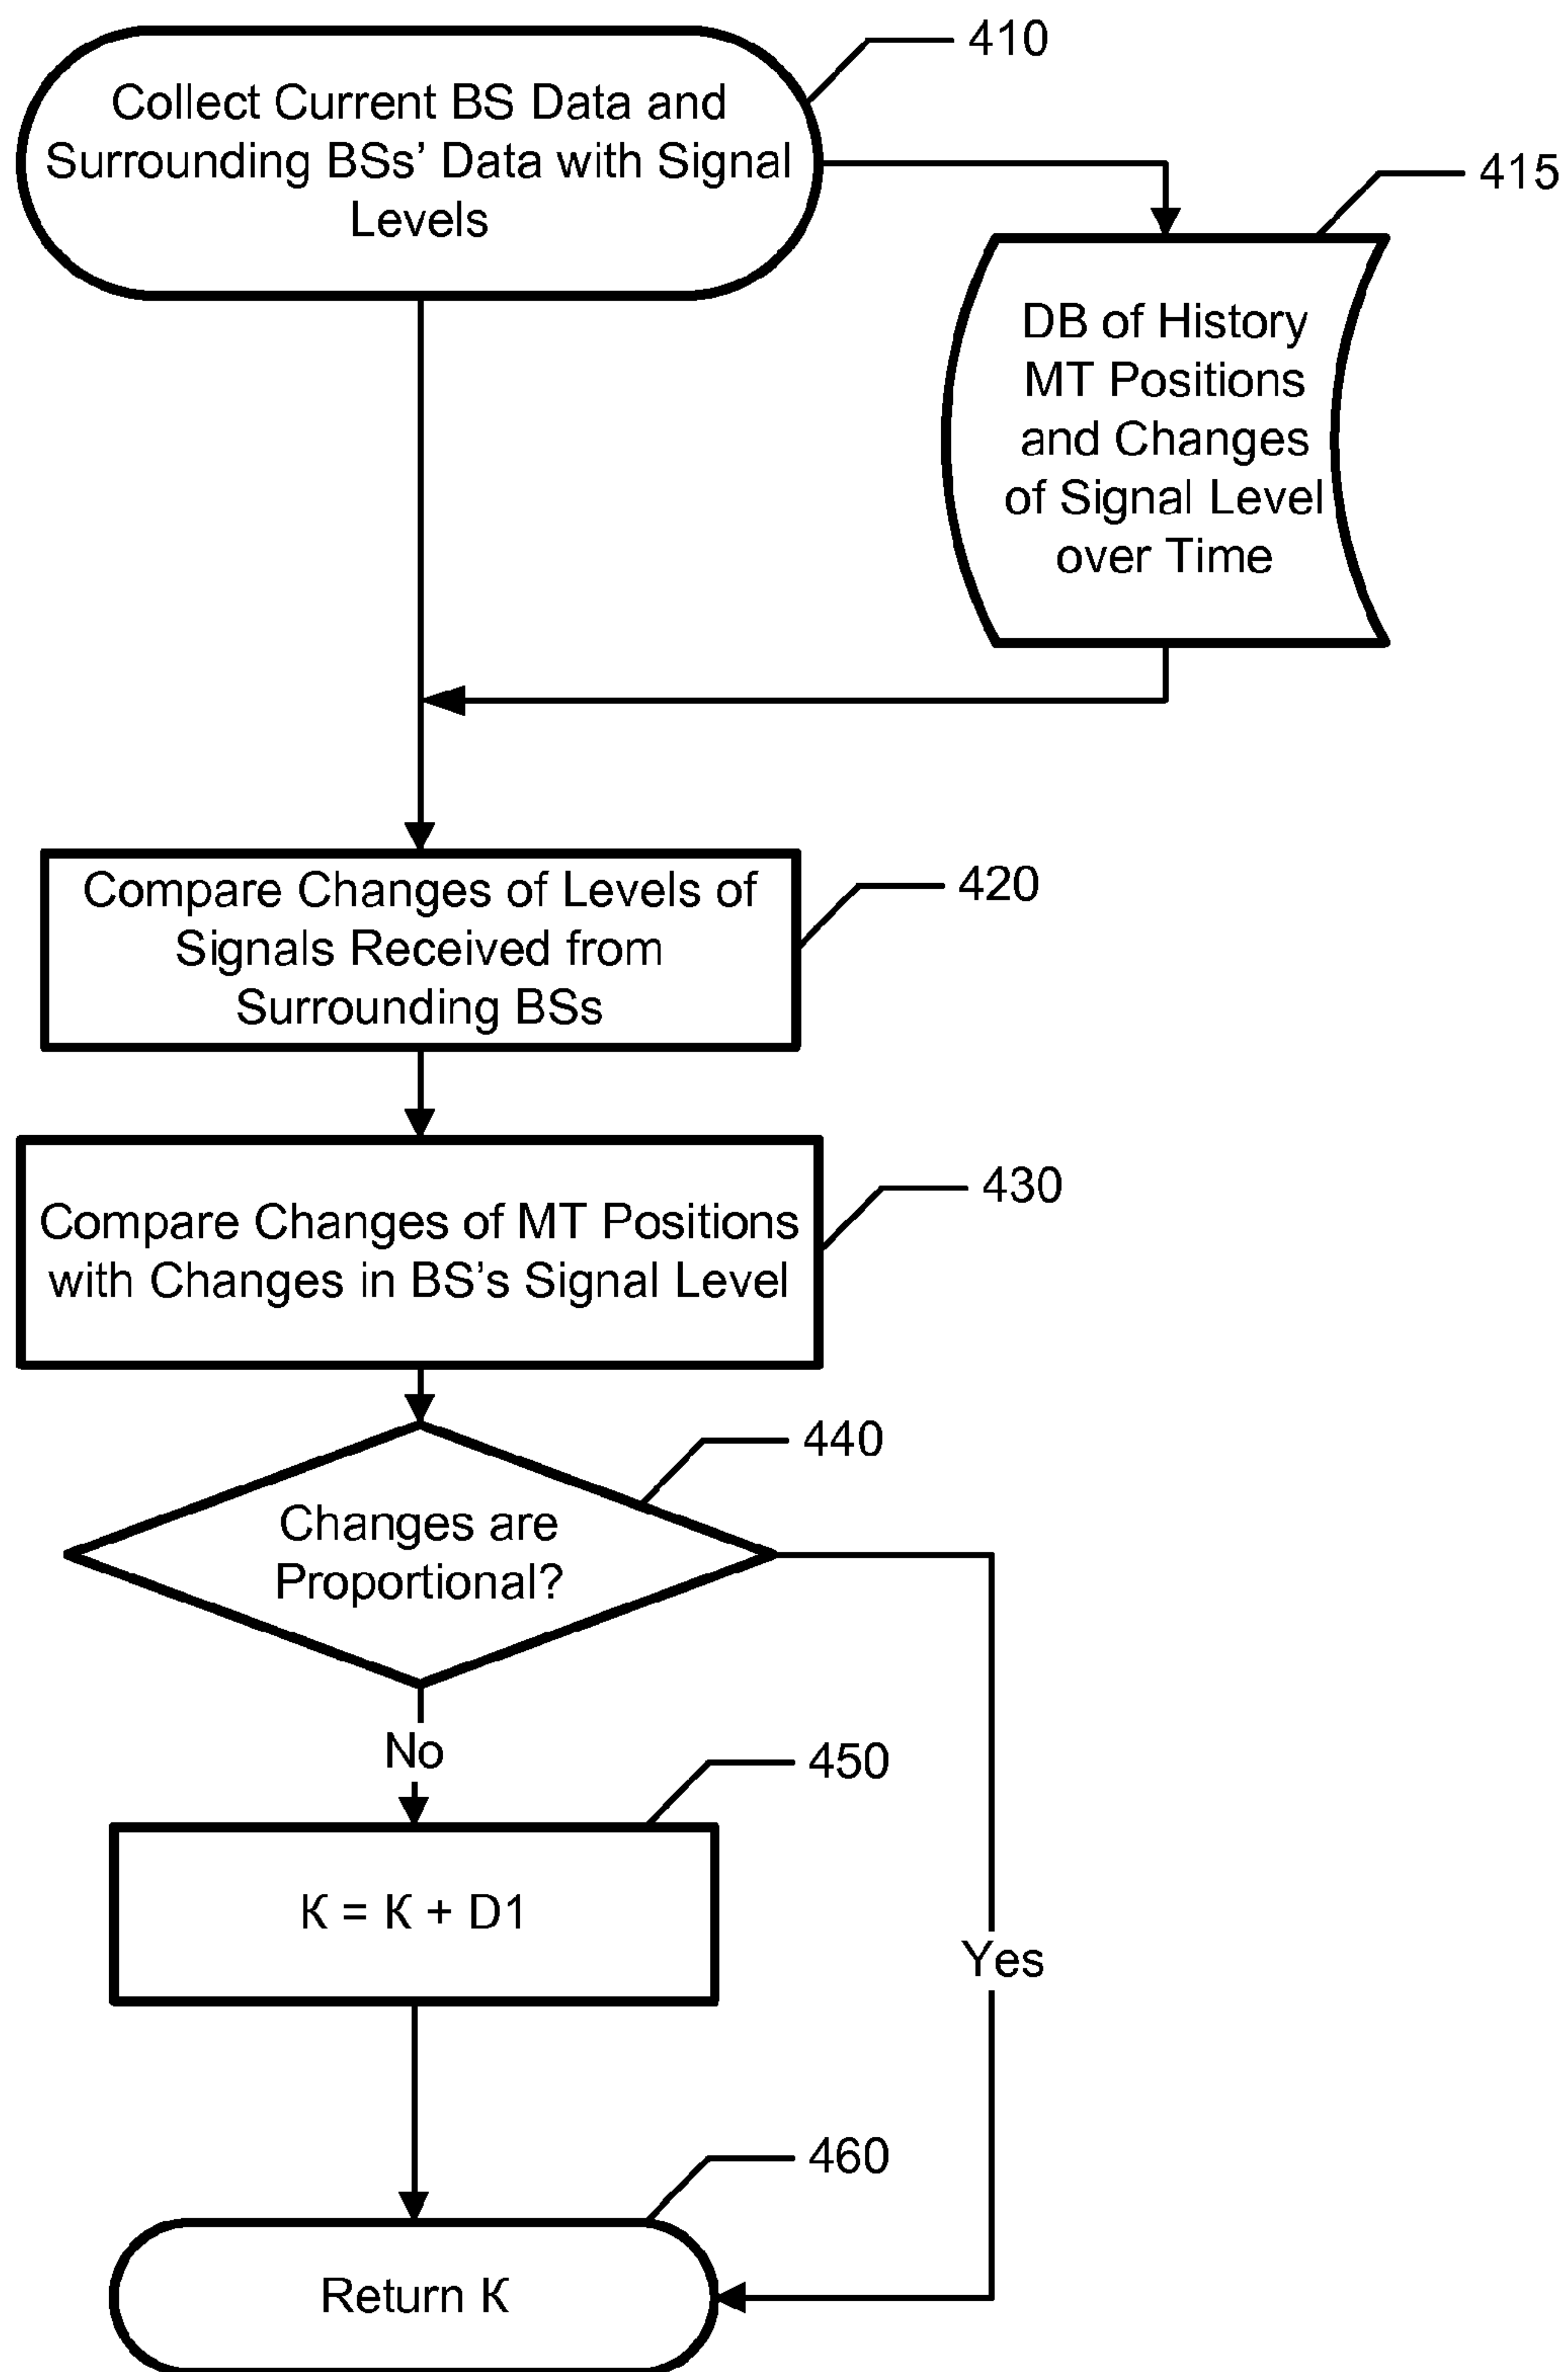 410
Collect Current BS Data and
Surrounding BSs’ Data with Signal
Levels
415
DB of History
MT Positions
and Changes
of Signal Level
over Time
420
Compare Changes of Levels of
Signals Received from
Surrounding BSs
430
Compare Changes of MT Positions
with Changes in BS’s Signal Level
440
Changes are
Proportional?
No
450
К = К + D1
Yes
460
Return К